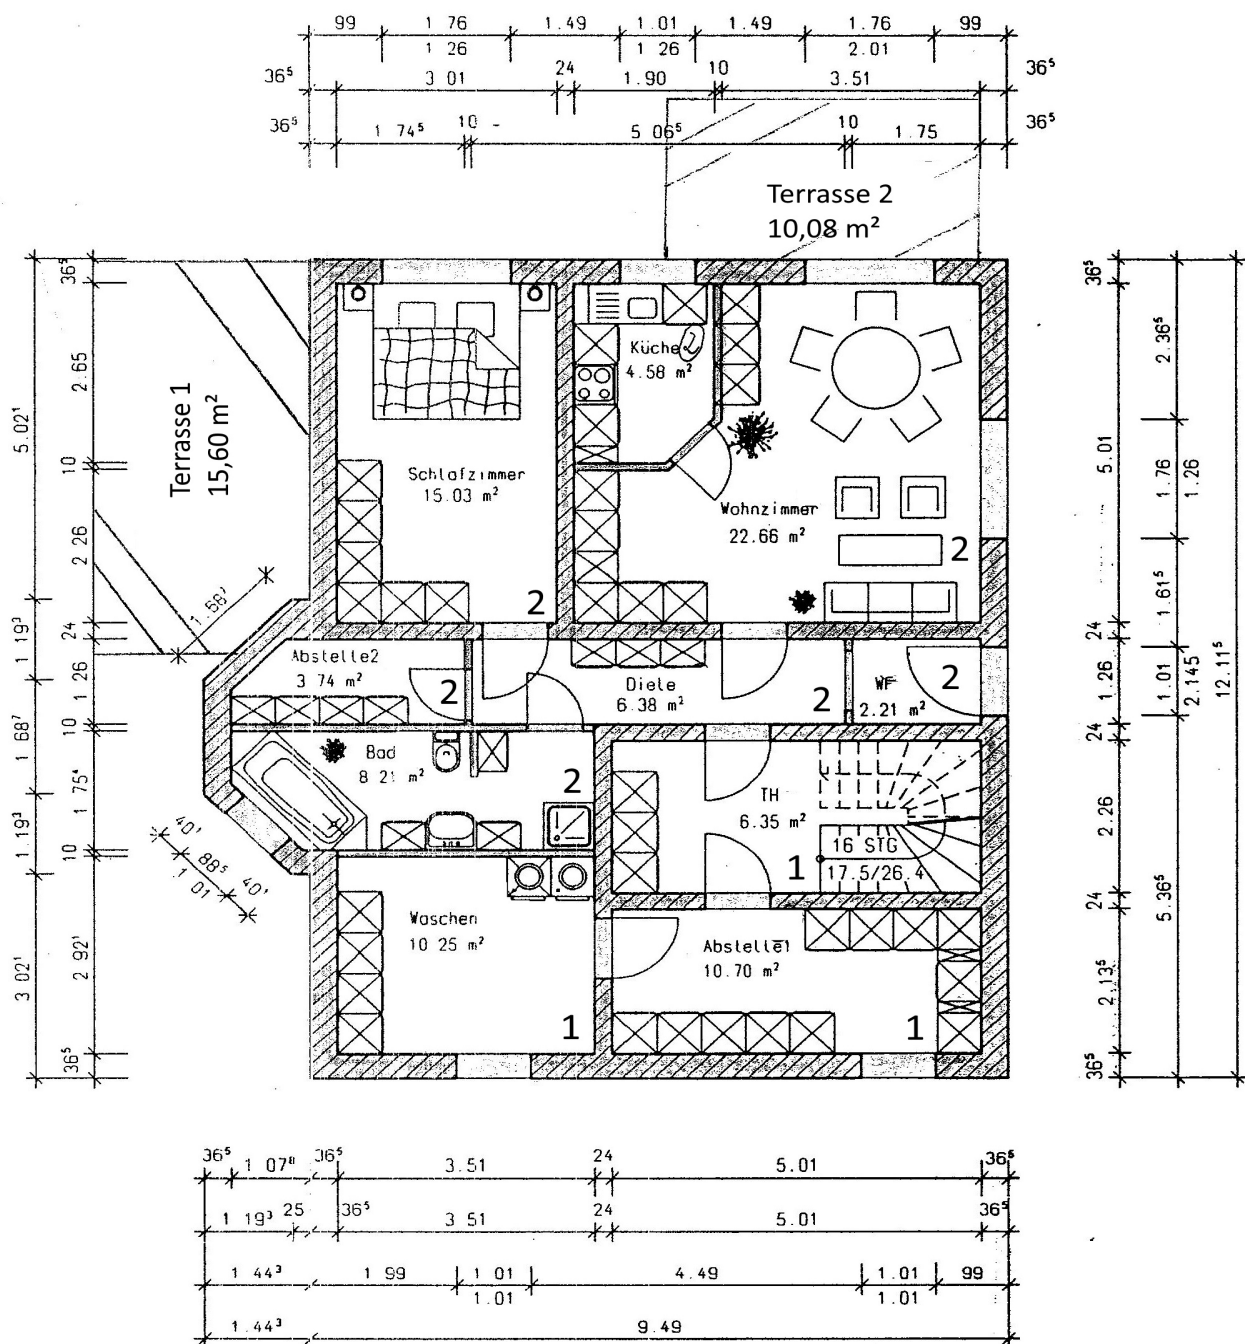 99 1 76 1.49 1.01 1.49 1.76 99
1 26 1 26 2.01
36⁵ 3 01 24 1.90 10 3.51 36⁵
36⁵ 1 74⁵ 10 5 06⁵ 10 1.75 36⁵
Terrasse 2
10,08 m²
Terrasse 1
15,60 m²
36⁵ 2.65 10 2 26 24 1 26 10 1 75⁴ 10 2 92¹ 36⁵
5.02¹ 1 19³ 1 68⁷ 1.19³ 3 02¹
1.68⁷
40¹ 88⁵ 40¹
1.01
Küche
4.58 m²
Schlafzimmer
15.03 m²
2
Wohnzimmer
22.66 m²
2
Abstelle2
3 74 m²
2
Diele
6.38 m²
2
WF
2.21 m²
2
Bad
8 21 m²
2
TH
6.35 m²
1
16 STG
17.5/26.4
Waschen
10 25 m²
1
Abstelle1
10.70 m²
1
36⁵ 5.01 24 1.26 24 2.26 24 2,13⁵ 36⁵
2.36⁵ 1.76 1.61⁵ 1.01 5.36⁵
1.26 2.145
12.11⁵
36⁵ 1 07⁸ 36⁵ 3.51 24 5.01 36⁵
1 19³ 25 36⁵ 3.51 24 5.01 36⁵
1 44³ 1 99 1 01 4.49 1.01 99
1.01 1.01
1.44³ 9.49